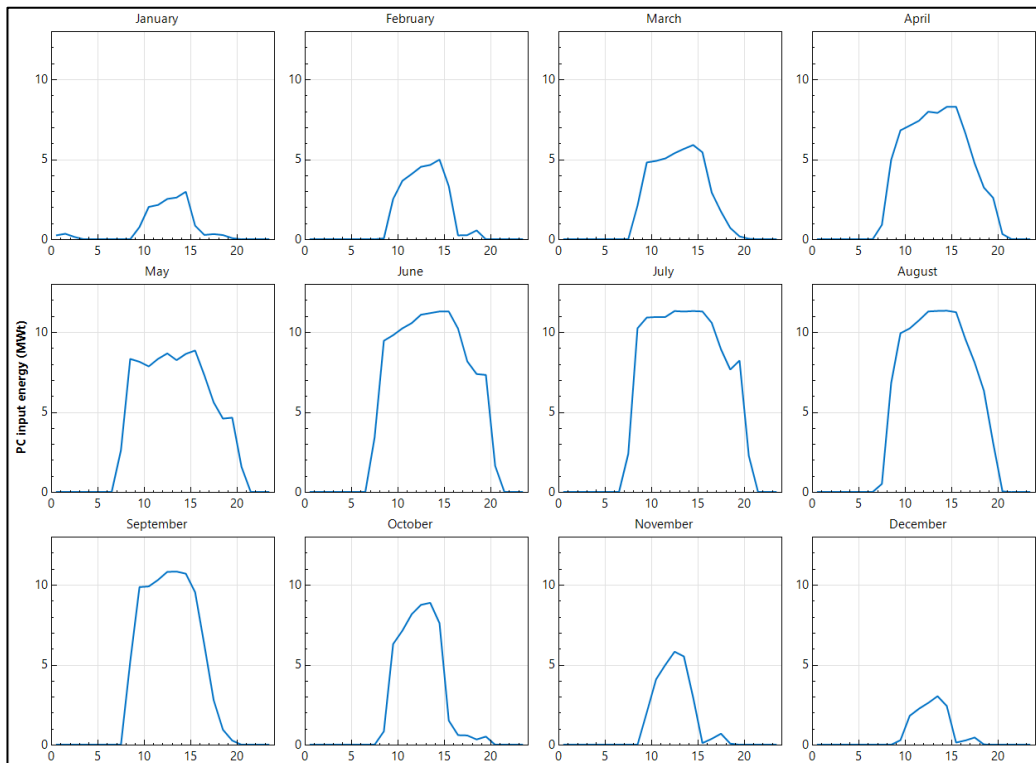 January February March April
10 10 10 10
5 5 5 5
0 0 0 0
0 5 10 15 20 0 5 10 15 20 0 5 10 15 20 0 5 10 15 20
May June July August
PC input energy (MWt)
10 10 10 10
5 5 5 5
0 0 0 0
0 5 10 15 20 0 5 10 15 20 0 5 10 15 20 0 5 10 15 20
September October November December
10 10 10 10
5 5 5 5
0 0 0 0
0 5 10 15 20 0 5 10 15 20 0 5 10 15 20 0 5 10 15 20